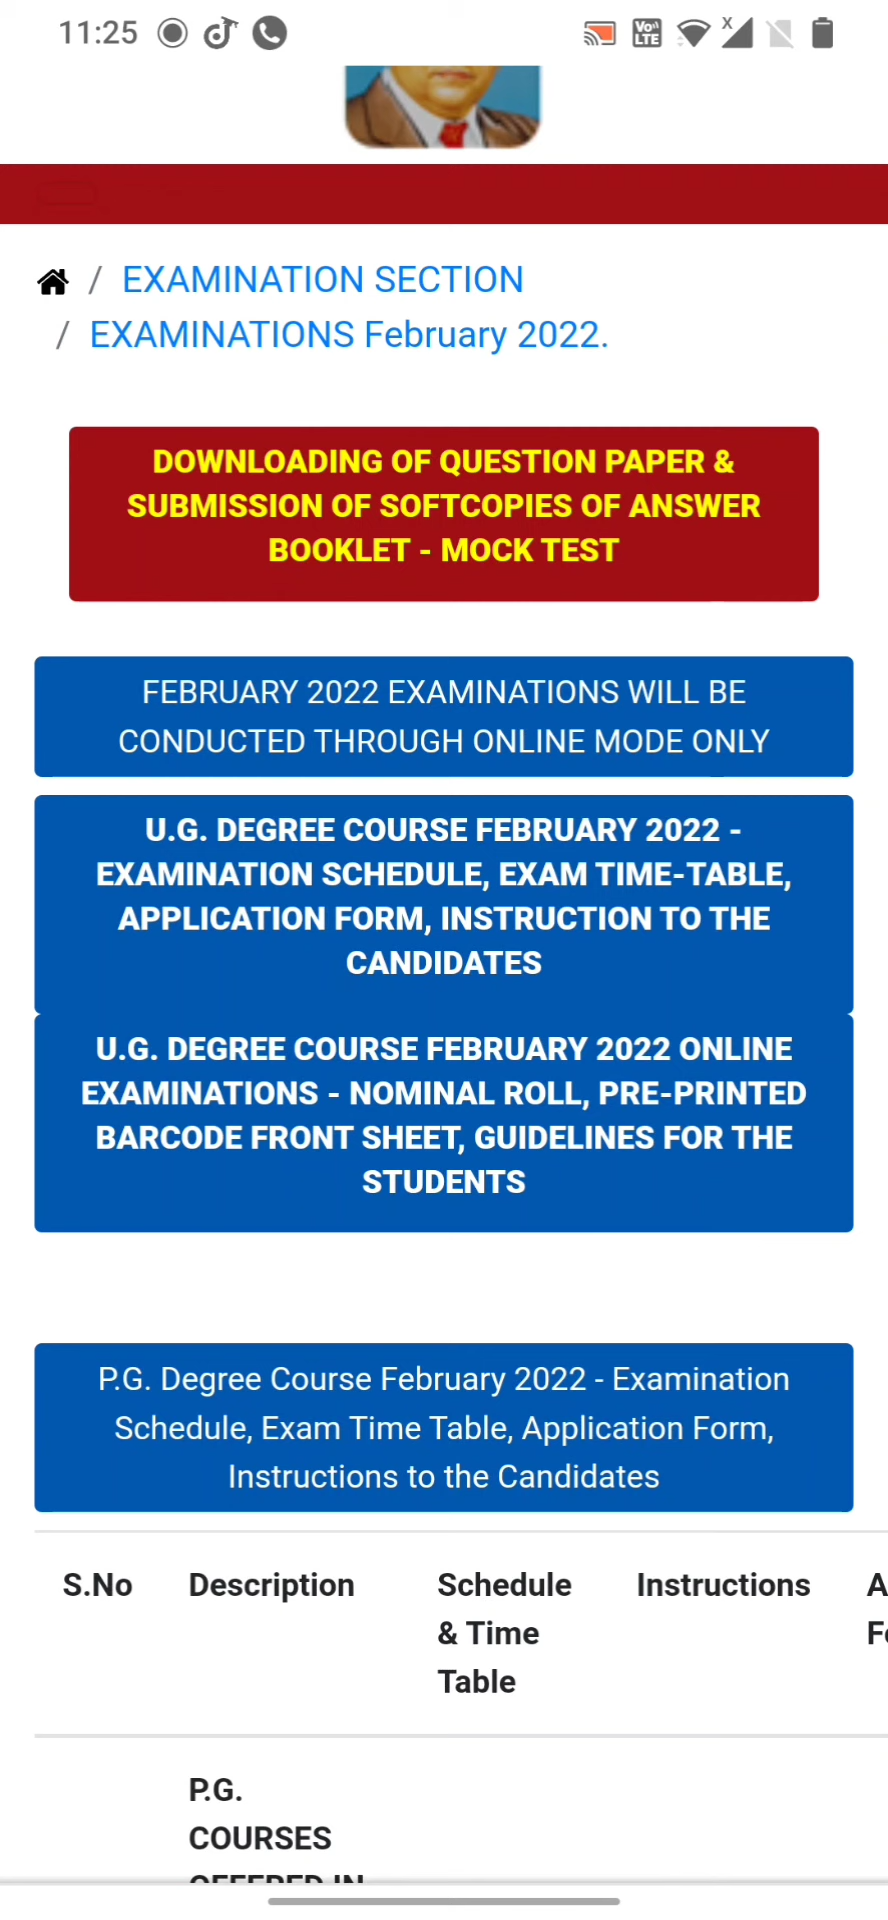 11:25
Vo)) LTE
X
/ EXAMINATION SECTION
/ EXAMINATIONS February 2022.
DOWNLOADING OF QUESTION PAPER &
SUBMISSION OF SOFTCOPIES OF ANSWER
BOOKLET - MOCK TEST
FEBRUARY 2022 EXAMINATIONS WILL BE
CONDUCTED THROUGH ONLINE MODE ONLY
U.G. DEGREE COURSE FEBRUARY 2022 -
EXAMINATION SCHEDULE, EXAM TIME-TABLE,
APPLICATION FORM, INSTRUCTION TO THE
CANDIDATES
U.G. DEGREE COURSE FEBRUARY 2022 ONLINE
EXAMINATIONS - NOMINAL ROLL, PRE-PRINTED
BARCODE FRONT SHEET, GUIDELINES FOR THE
STUDENTS
P.G. Degree Course February 2022 - Examination
Schedule, Exam Time Table, Application Form,
Instructions to the Candidates
S.No Description Schedule Instructions
& Time
Table
P.G.
COURSES
OFFERED IN